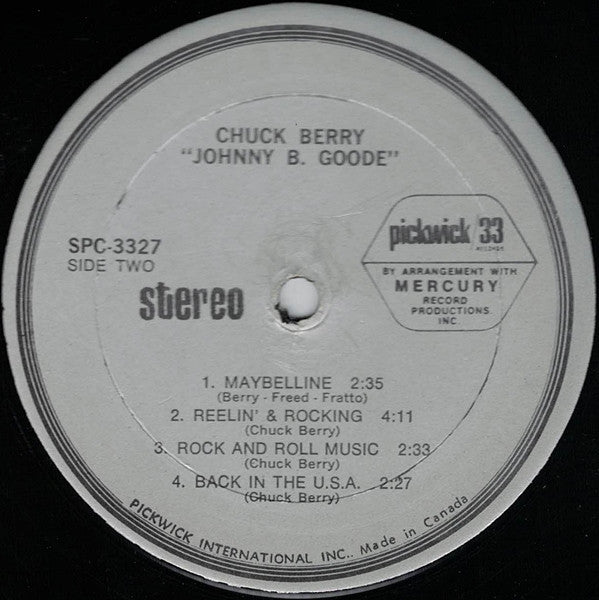 CHUCK BERRY
"JOHNNY B. GOODE"
SPC-3327
SIDE TWO
stereo
pickwick/33
RECORDS
BY ARRANGEMENT WITH
MERCURY
RECORD
PRODUCTIONS
INC.
1. MAYBELLINE 2:35
(Berry - Freed - Fratto)
2. REELIN' & ROCKING 4:11
(Chuck Berry)
3. ROCK AND ROLL MUSIC 2:33
(Chuck Berry)
4. BACK IN THE U.S.A. 2:27
(Chuck Berry)
PICKWICK INTERNATIONAL INC.. Made in Canada